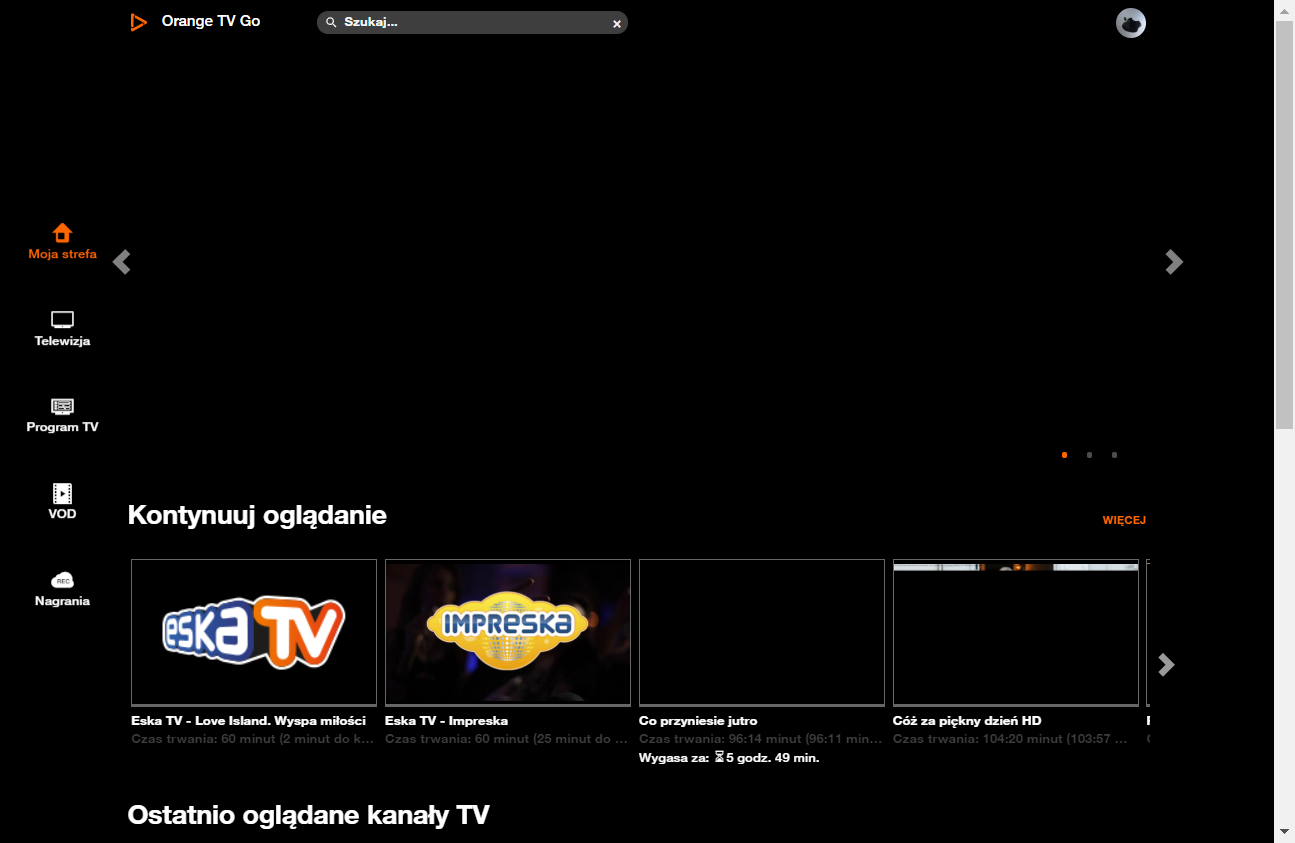 Orange TV Go
Szukaj...
Moja strefa
Telewizja
Program TV
VOD
REC
Nagrania
Kontynuuj oglądanie
WIĘCEJ
eska TV
IMPRESKA
Eska TV - Love Island. Wyspa miłości
Czas trwania: 60 minut (2 minut do k...
Eska TV - Impreska
Czas trwania: 60 minut (25 minut do ...
Co przyniesie jutro
Czas trwania: 96:14 minut (96:11 min...
Wygasa za: 5 godz. 49 min.
Cóż za piękny dzień HD
Czas trwania: 104:20 minut (103:57 ...
Ostatnio oglądane kanały TV